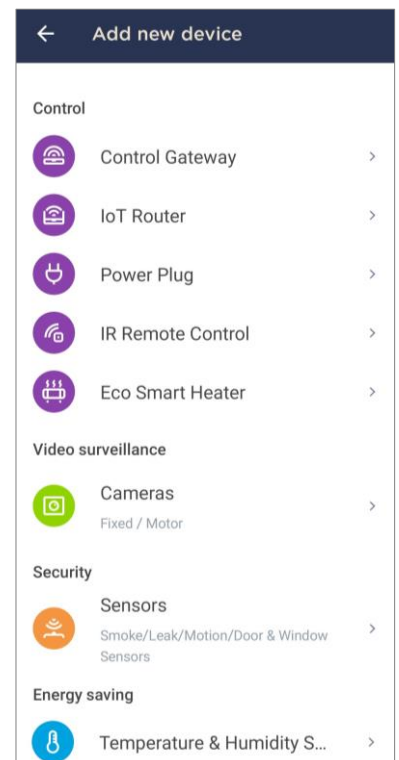 Add new device
Control
Control Gateway
IoT Router
Power Plug
IR Remote Control
Eco Smart Heater
Video surveillance
Cameras
Fixed / Motor
Security
Sensors
Smoke/Leak/Motion/Door & Window
Sensors
Energy saving
Temperature & Humidity S...